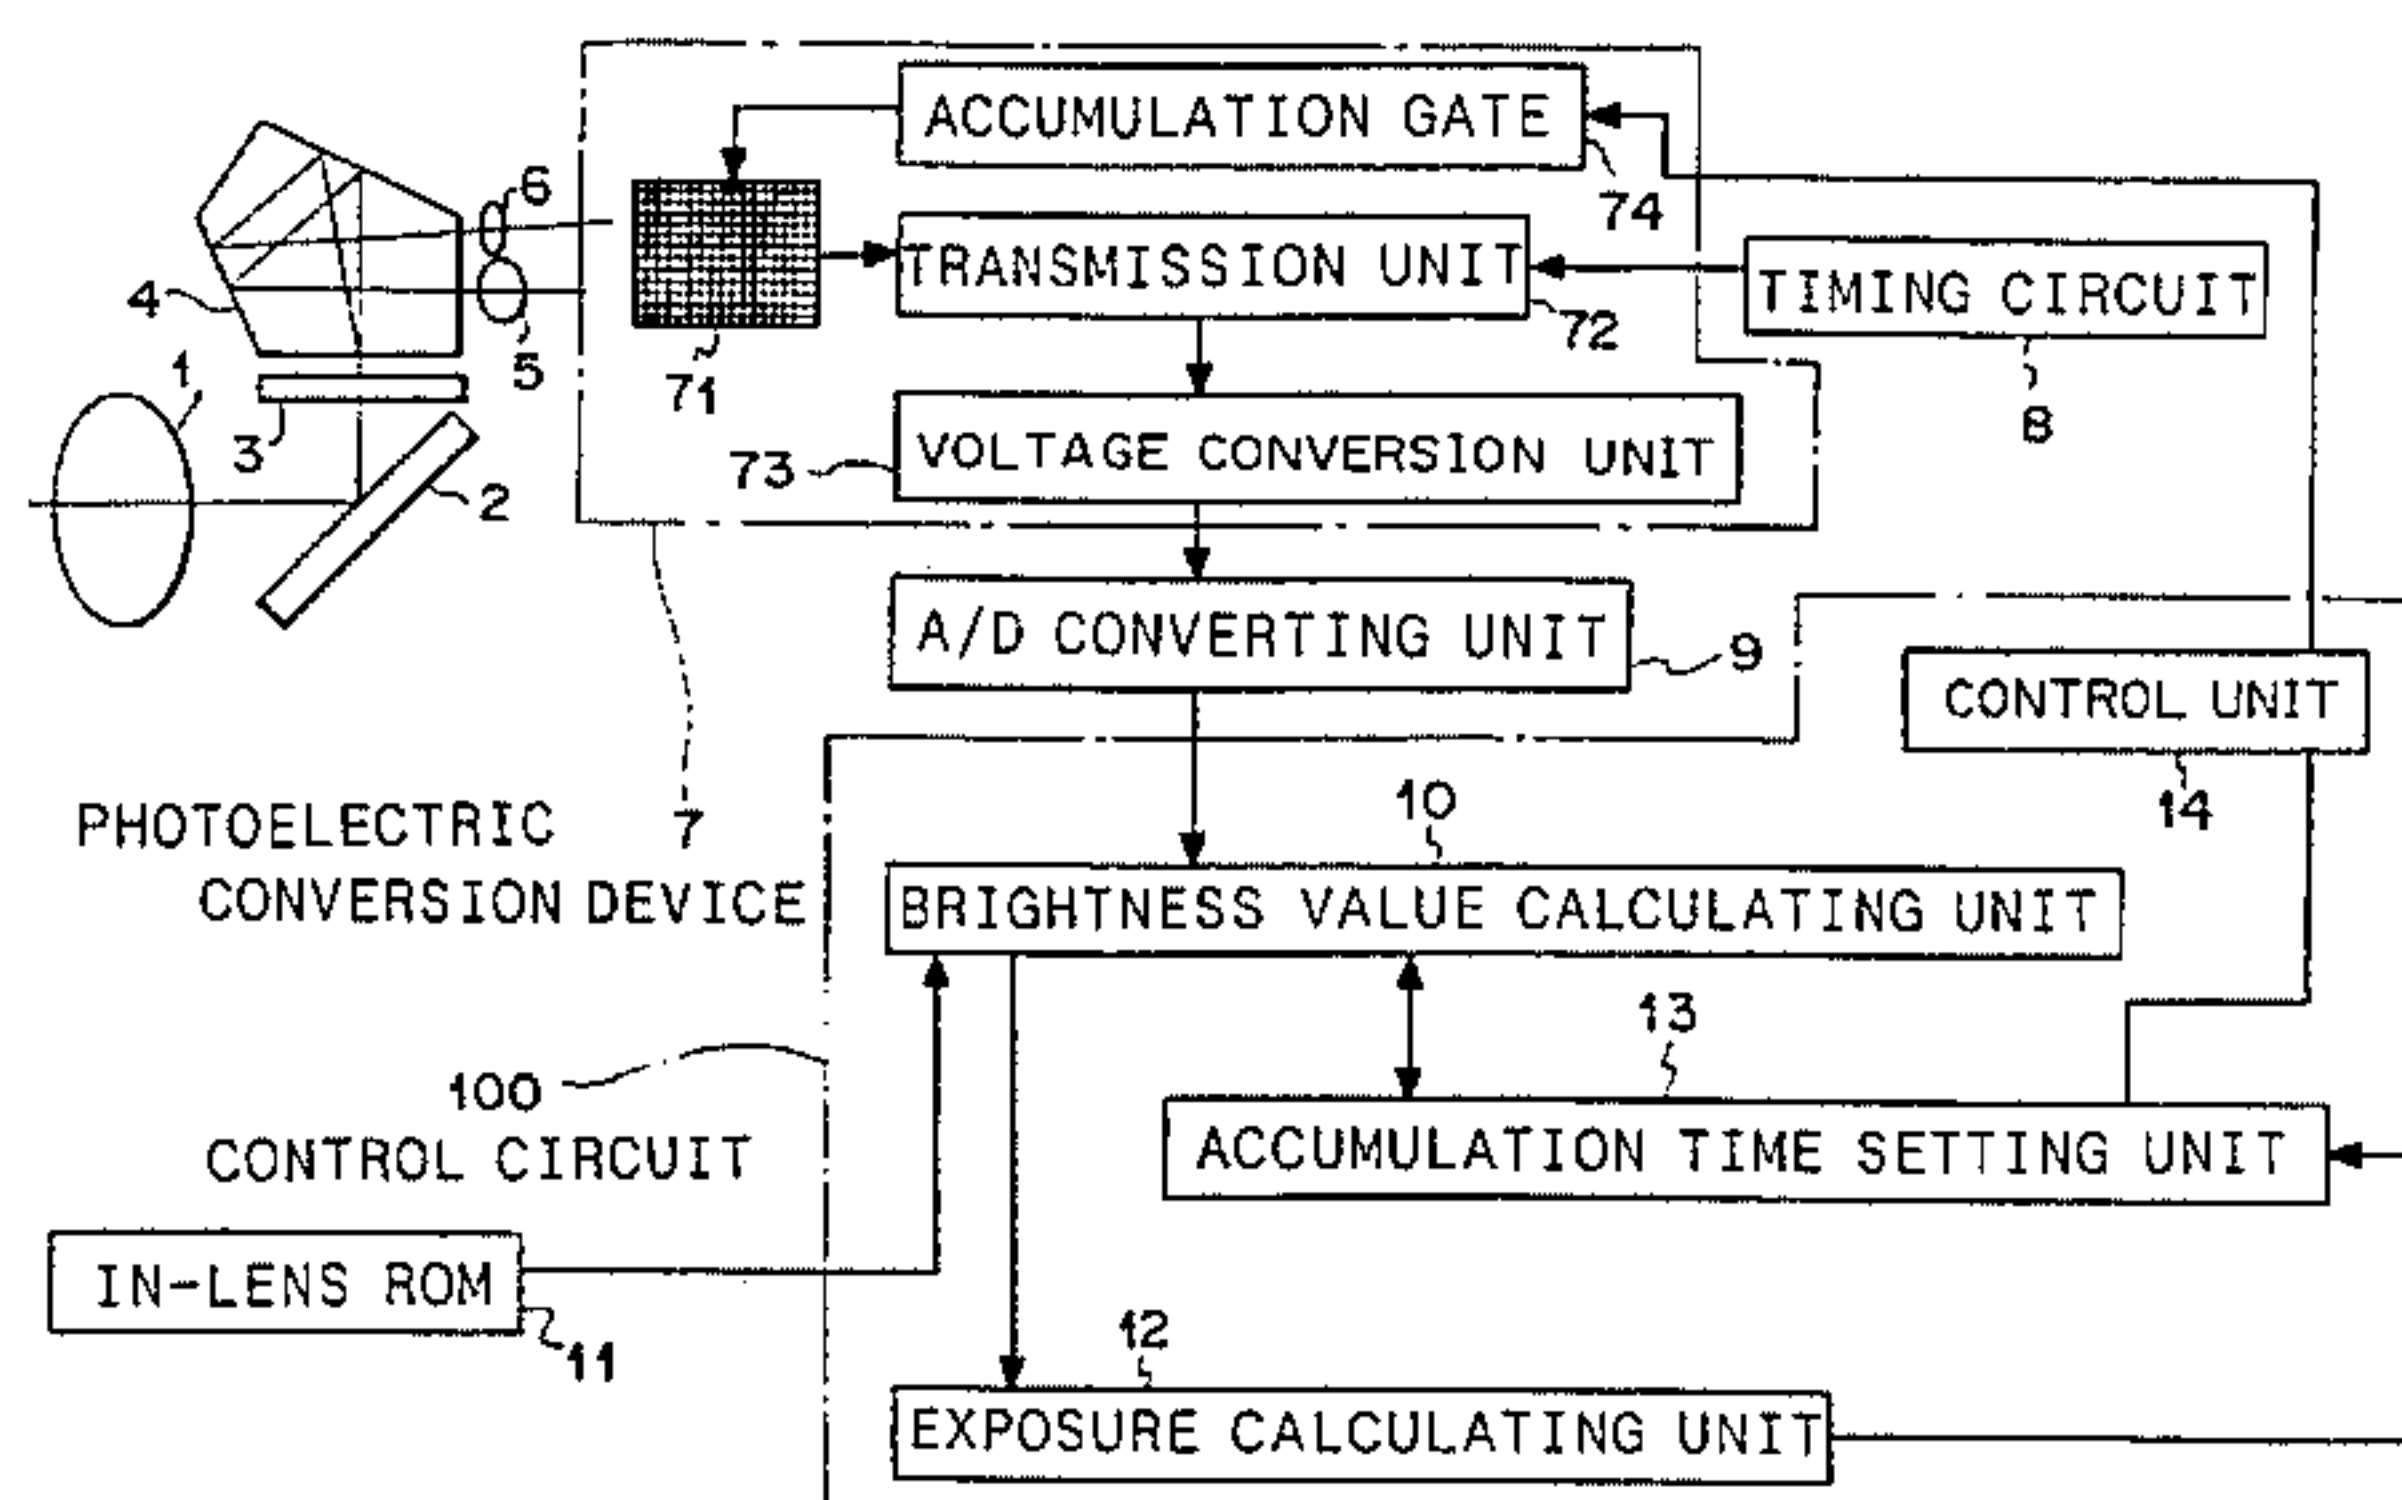 ACCUMULATION GATE
74
6
TRANSMISSION UNIT
72
TIMING CIRCUIT
8
4
5
71
1
3
2
73
VOLTAGE CONVERSION UNIT
A/D CONVERTING UNIT
9
CONTROL UNIT
14
PHOTOELECTRIC
CONVERSION DEVICE
7
10
BRIGHTNESS VALUE CALCULATING UNIT
13
100
CONTROL CIRCUIT
ACCUMULATION TIME SETTING UNIT
IN-LENS ROM
11
12
EXPOSURE CALCULATING UNIT